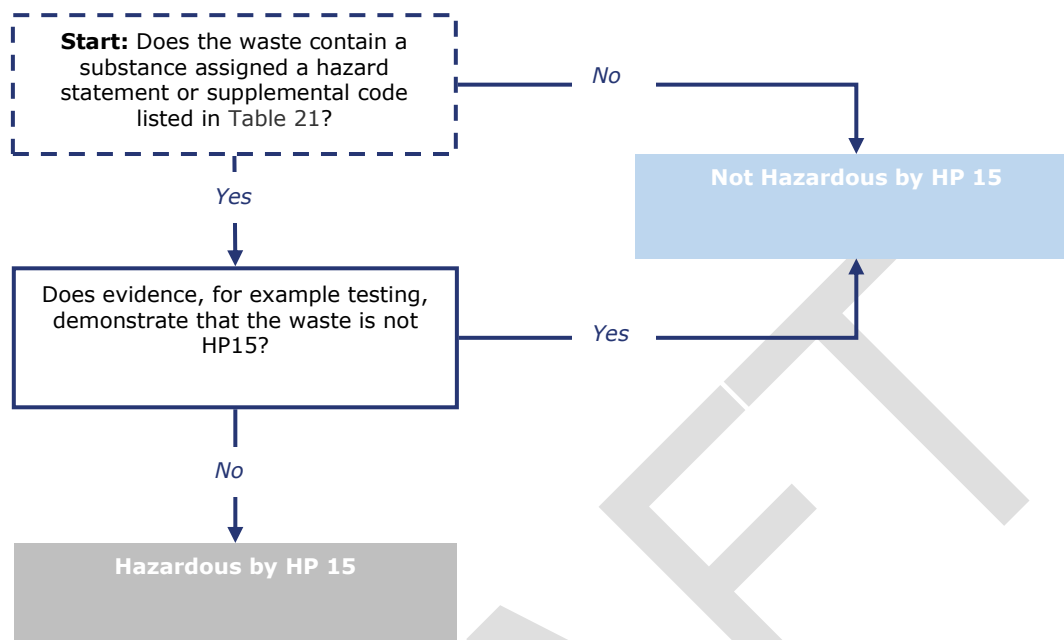 Start: Does the waste contain a
substance assigned a hazard
statement or supplemental code
listed in Table 21?
No
Not Hazardous by HP 15
Yes
Does evidence, for example testing,
demonstrate that the waste is not
HP15?
Yes
No
Hazardous by HP 15